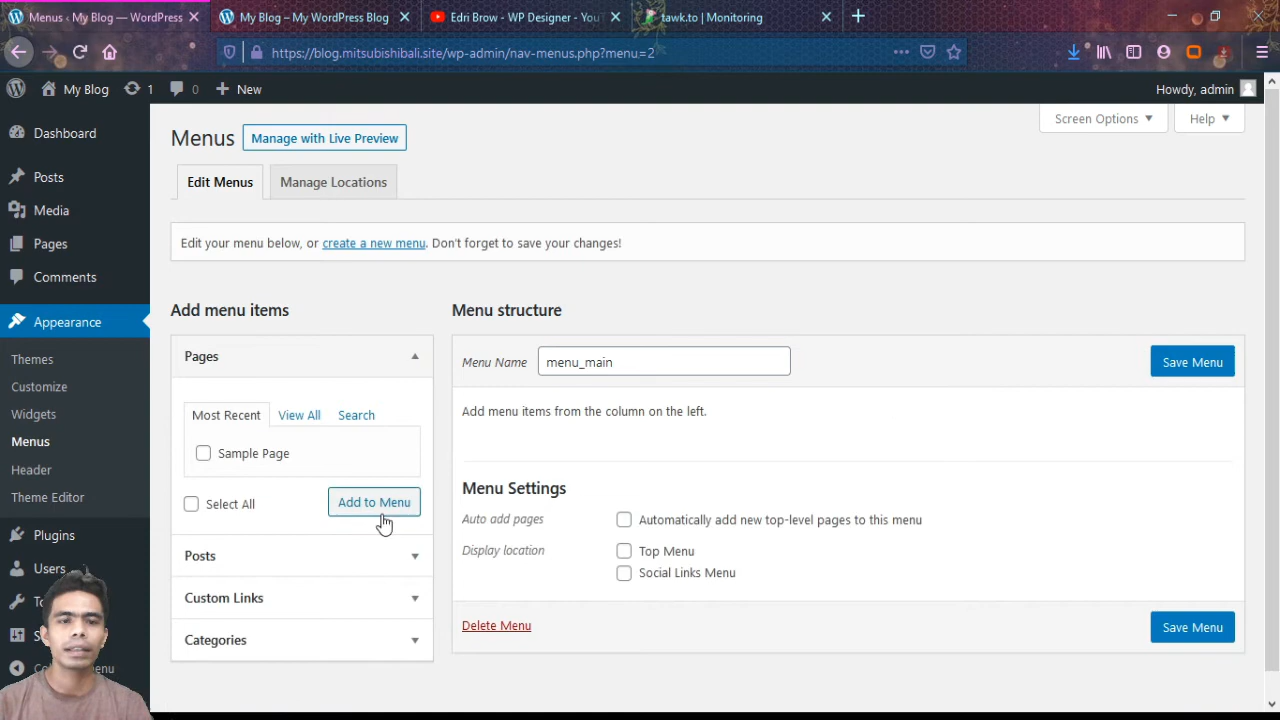 Menus ‹ My Blog — WordPress
My Blog – My WordPress Blog
Edri Brow - WP Designer - You
tawk.to | Monitoring
https://blog.mitsubishibali.site/wp-admin/nav-menus.php?menu=2
My Blog
1
0
New
Howdy, admin
Dashboard
Posts
Media
Pages
Comments
Appearance
Themes
Customize
Widgets
Menus
Header
Theme Editor
Plugins
Users
Screen Options
Help
Menus
Manage with Live Preview
Edit Menus
Manage Locations
Edit your menu below, or create a new menu. Don't forget to save your changes!
Add menu items
Pages
Most Recent
View All
Search
Sample Page
Select All
Add to Menu
Posts
Custom Links
Categories
Menu structure
Menu Name
menu_main
Save Menu
Add menu items from the column on the left.
Menu Settings
Auto add pages
Automatically add new top-level pages to this menu
Display location
Top Menu
Social Links Menu
Delete Menu
Save Menu